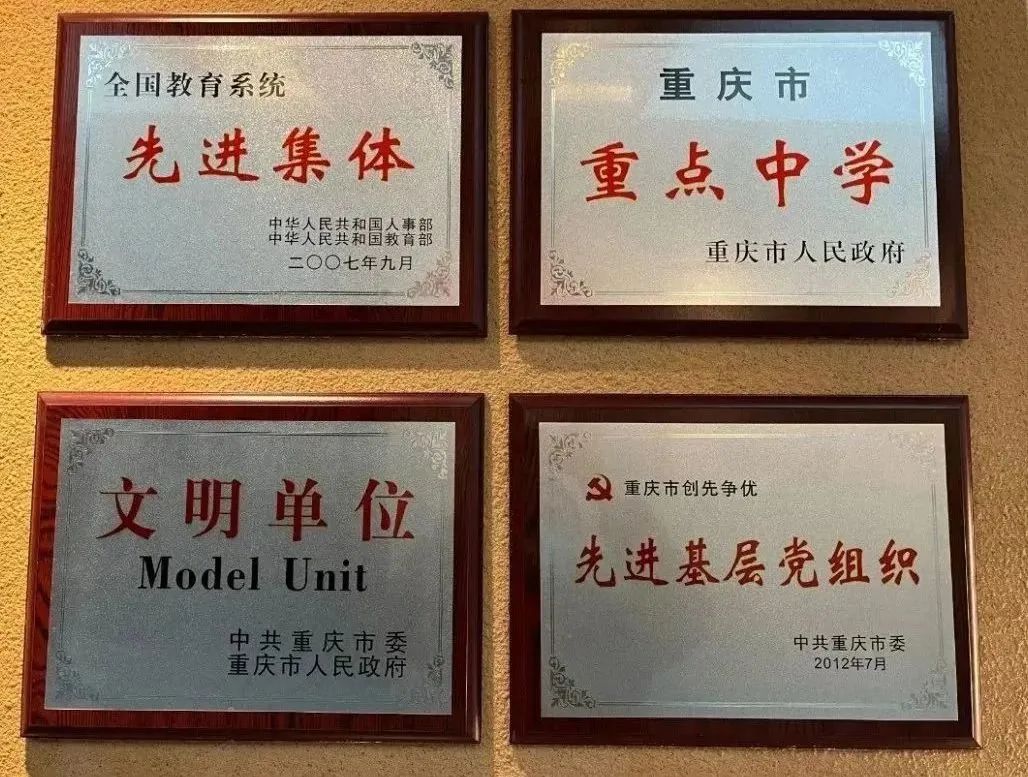 全国教育系统
先进集体
中华人民共和国人事部
中华人民共和国教育部
二〇〇七年九月
重庆市
重点中学
重庆市人民政府
文明单位
Model Unit
中共重庆市委
重庆市人民政府
重庆市创先争优
先进基层党组织
中共重庆市委
2012年7月